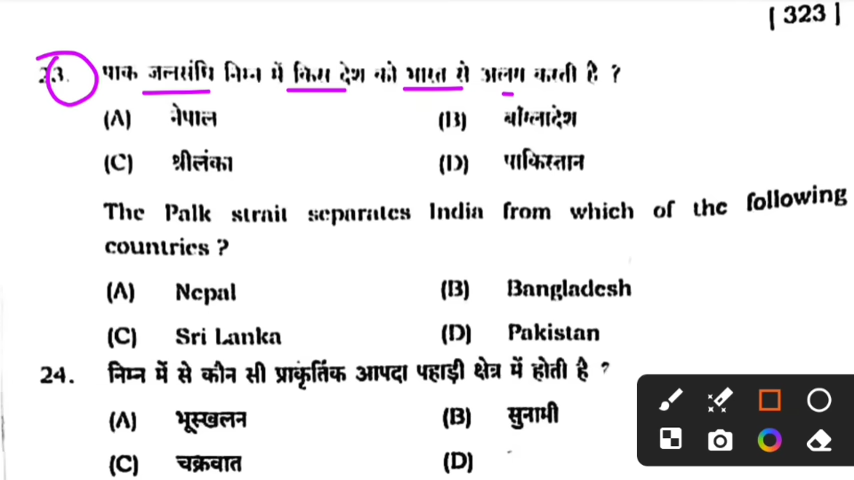 [ 323 ]
23. पाक जलसंधि निम्न में किस देश को भारत से अलग करती है ?
(A) नेपाल (B) बांग्लादेश
(C) श्रीलंका (D) पाकिस्तान
The Palk strait separates India from which of the following
countries ?
(A) Nepal (B) Bangladesh
(C) Sri Lanka (D) Pakistan
24. निम्न में से कौन सी प्राकृतिक आपदा पहाड़ी क्षेत्र में होती है ?
(A) भूस्खलन (B) सुनामी
(C) चक्रवात (D)